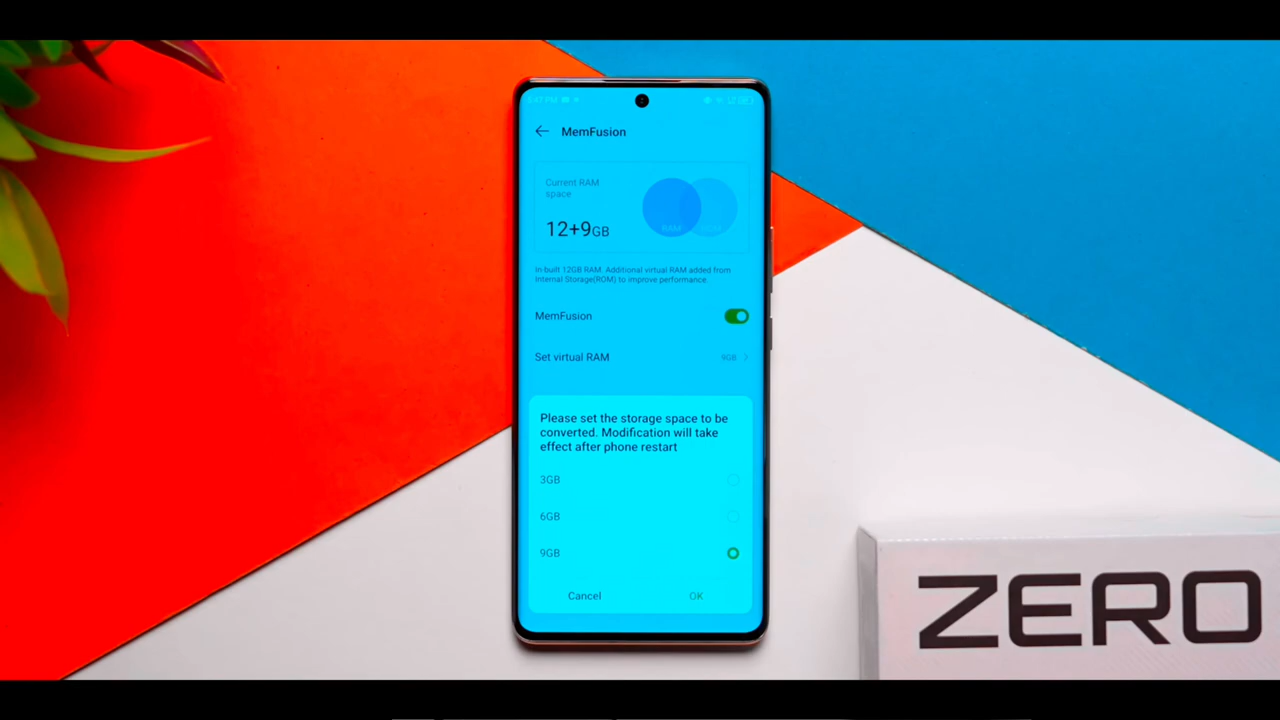 MemFusion
Current RAM
space
12+9GB
RAM
In-built 12GB RAM. Additional virtual RAM added from
Internal Storage(ROM) to improve performance.
MemFusion
Set virtual RAM 9GB
Please set the storage space to be
converted. Modification will take
effect after phone restart
3GB
6GB
9GB
Cancel OK
ZERO